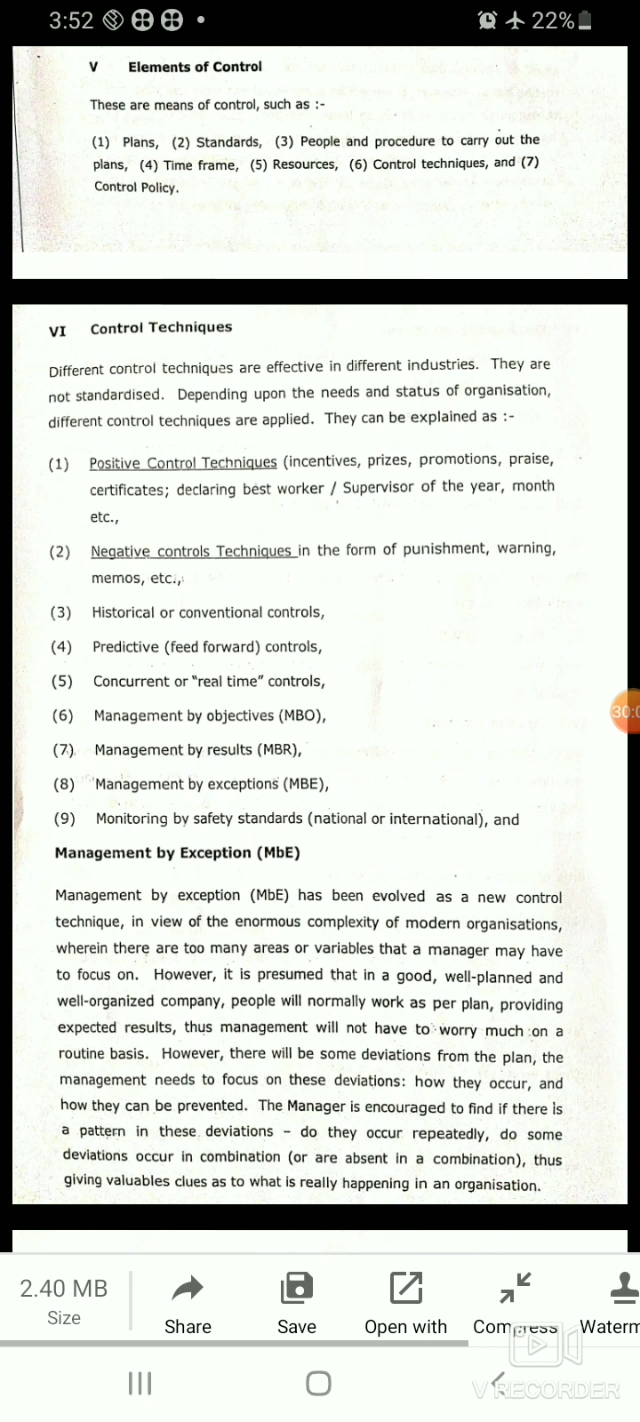 3:52 22%
V Elements of Control
These are means of control, such as :-
(1) Plans, (2) Standards, (3) People and procedure to carry out the
plans, (4) Time frame, (5) Resources, (6) Control techniques, and (7)
Control Policy.
VI Control Techniques
Different control techniques are effective in different industries. They are
not standardised. Depending upon the needs and status of organisation,
different control techniques are applied. They can be explained as :-
(1) Positive Control Techniques (incentives, prizes, promotions, praise,
certificates; declaring best worker / Supervisor of the year, month
etc.,
(2) Negative controls Techniques in the form of punishment, warning,
memos, etc.,
(3) Historical or conventional controls,
(4) Predictive (feed forward) controls,
(5) Concurrent or "real time" controls,
(6) Management by objectives (MBO),
(7) Management by results (MBR),
(8) Management by exceptions (MBE),
(9) Monitoring by safety standards (national or international), and
Management by Exception (MbE)
Management by exception (MbE) has been evolved as a new control
technique, in view of the enormous complexity of modern organisations,
wherein there are too many areas or variables that a manager may have
to focus on. However, it is presumed that in a good, well-planned and
well-organized company, people will normally work as per plan, providing
expected results, thus management will not have to worry much on a
routine basis. However, there will be some deviations from the plan, the
management needs to focus on these deviations: how they occur, and
how they can be prevented. The Manager is encouraged to find if there is
a pattern in these deviations – do they occur repeatedly, do some
deviations occur in combination (or are absent in a combination), thus
giving valuables clues as to what is really happening in an organisation.
30:0
2.40 MB
Size
Share Save Open with Compress Waterm
V RECORDER